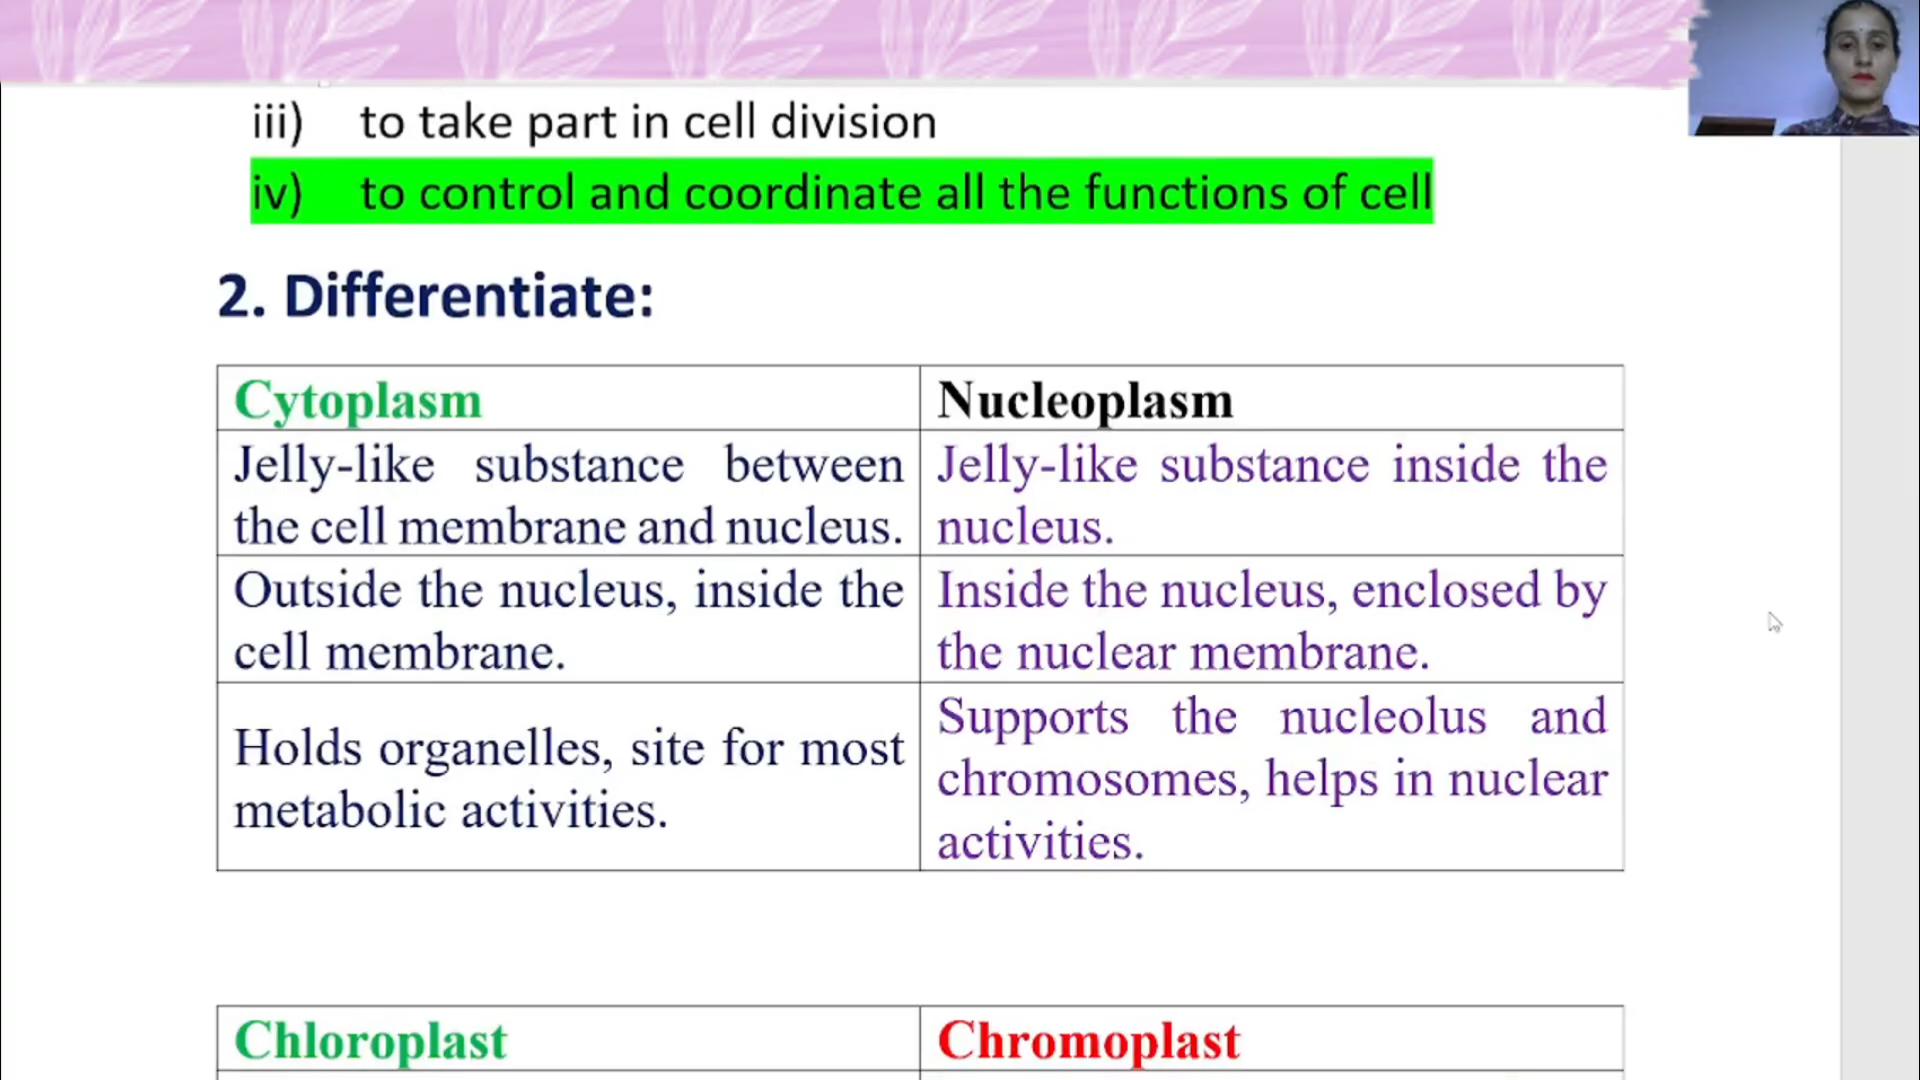 iii) to take part in cell division
iv) to control and coordinate all the functions of cell
2. Differentiate:
Cytoplasm
Nucleoplasm
Jelly-like substance between
the cell membrane and nucleus.
Jelly-like substance inside the
nucleus.
Outside the nucleus, inside the
cell membrane.
Inside the nucleus, enclosed by
the nuclear membrane.
Holds organelles, site for most
metabolic activities.
Supports the nucleolus and
chromosomes, helps in nuclear
activities.
Chloroplast
Chromoplast